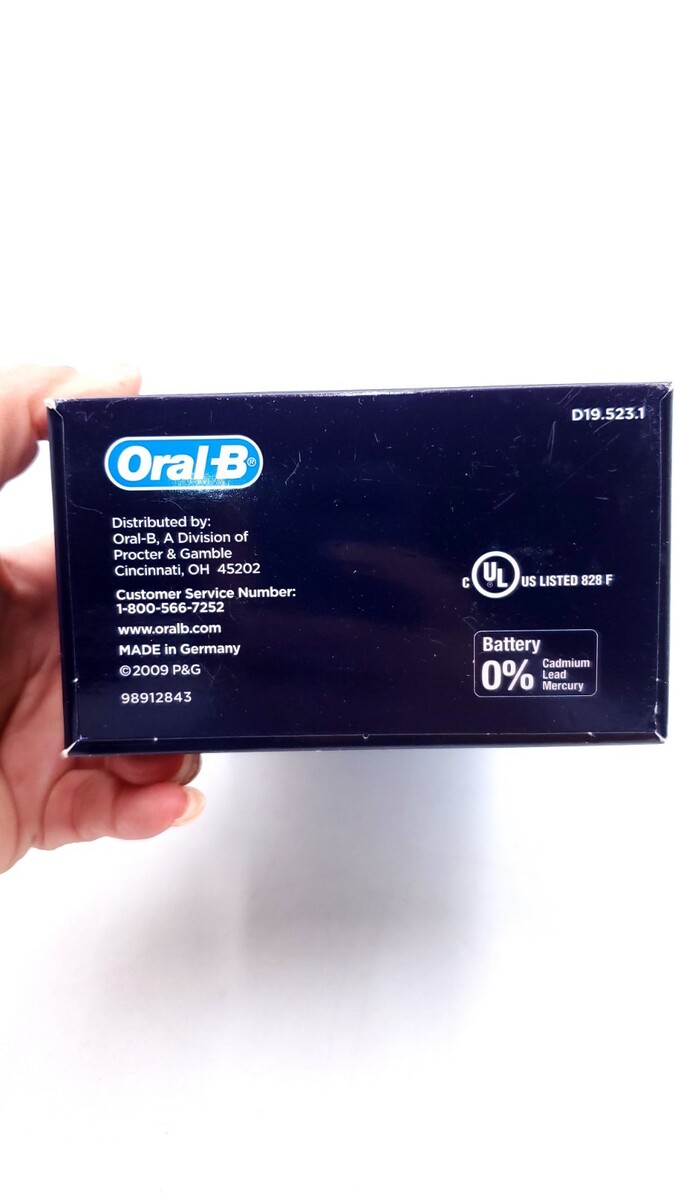 D19.523.1
Oral-B®
Distributed by:
Oral-B, A Division of
Procter & Gamble
Cincinnati, OH 45202
Customer Service Number:
1-800-566-7252
www.oralb.com
MADE in Germany
©2009 P&G
98912843
C UL® US LISTED 828 F
Battery
0% Cadmium
Lead
Mercury